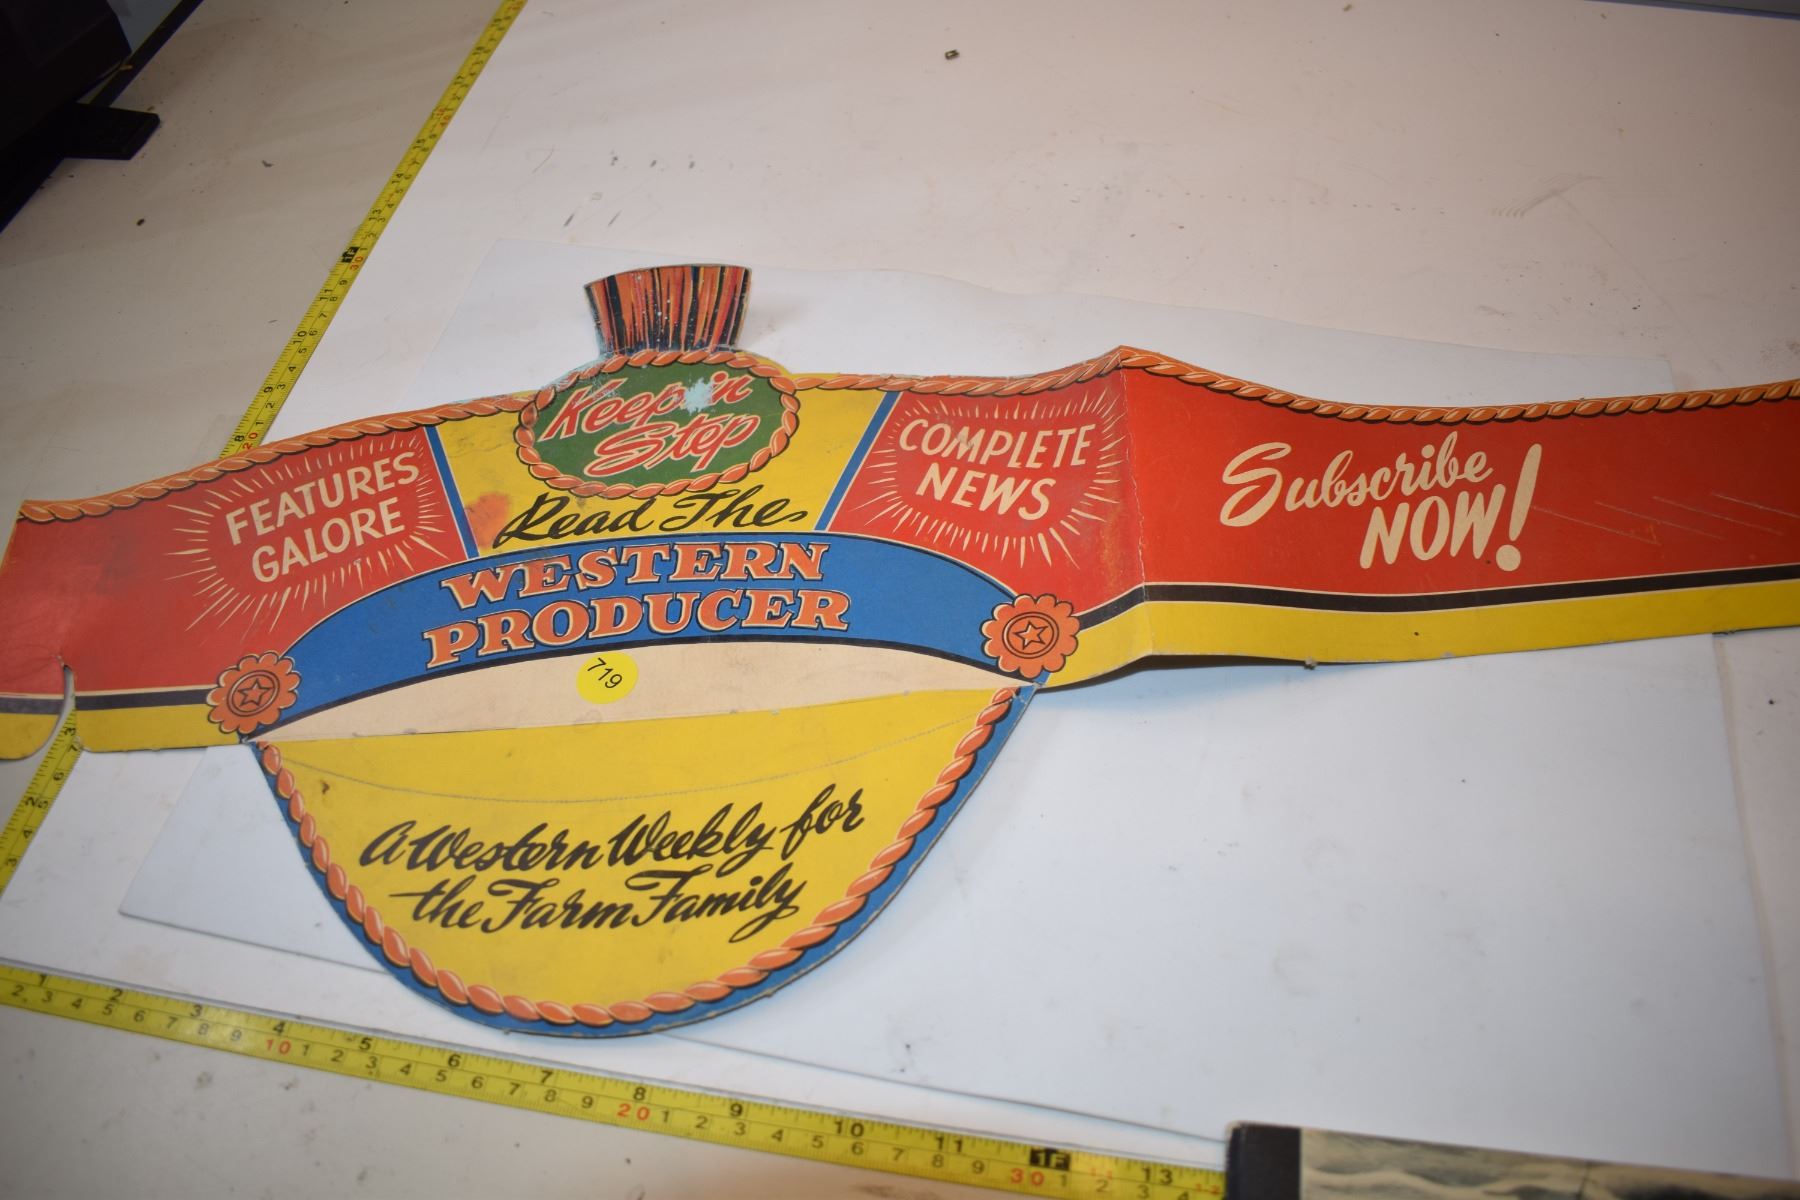 Keep in
Step
FEATURES
GALORE
Read The
COMPLETE
NEWS
Subscribe
NOW!
WESTERN
PRODUCER
719
A Western Weekly for
the Farm Family